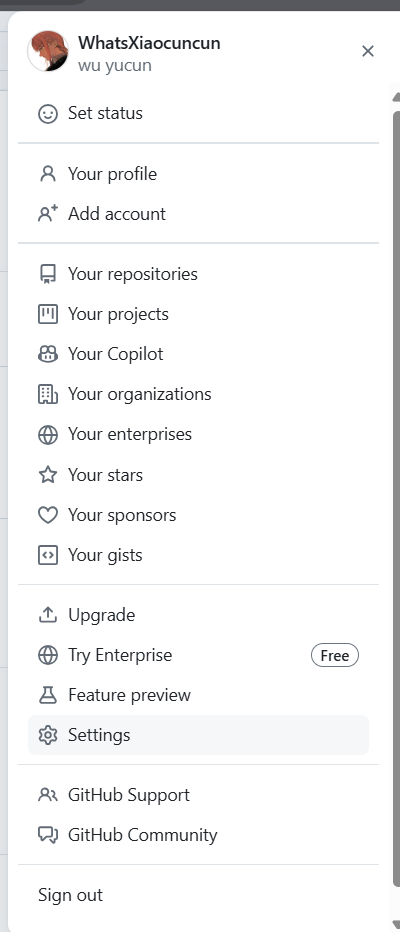 WhatsXiaocuncun
wu yucun
Set status
Your profile
Add account
Your repositories
Your projects
Your Copilot
Your organizations
Your enterprises
Your stars
Your sponsors
Your gists
Upgrade
Try Enterprise Free
Feature preview
Settings
GitHub Support
GitHub Community
Sign out